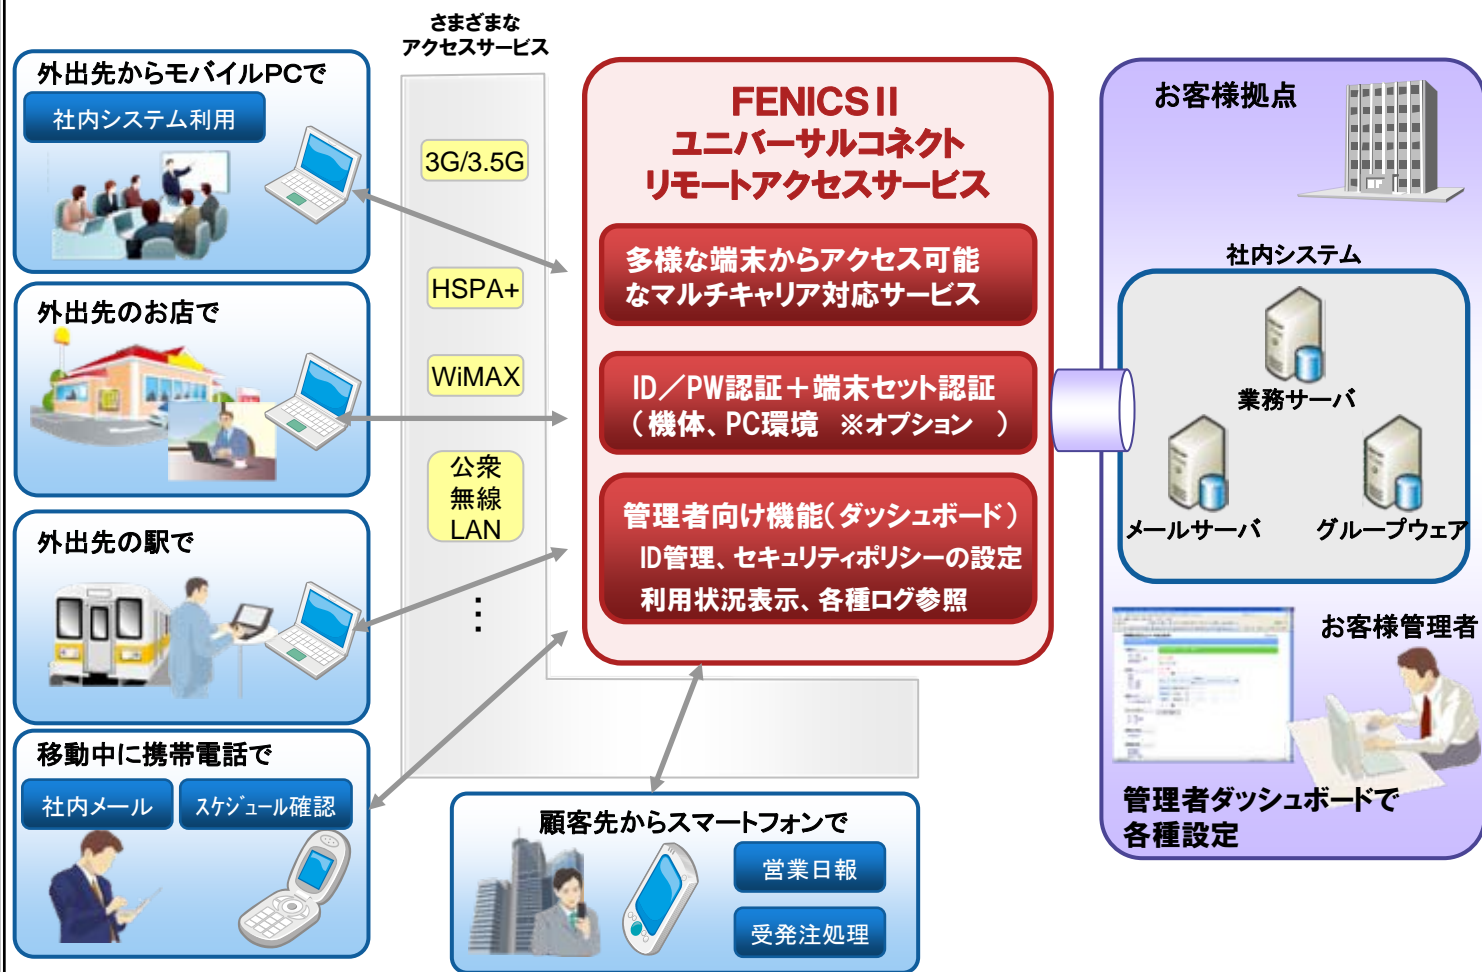 さまざまな
アクセスサービス
外出先からモバイルPCで
社内システム利用
外出先のお店で
外出先の駅で
移動中に携帯電話で
社内メール
スケジュール確認
3G/3.5G
HSPA+
WiMAX
公衆
無線
LAN
⋮
FENICSⅡ
ユニバーサルコネクト
リモートアクセスサービス
多様な端末からアクセス可能
なマルチキャリア対応サービス
ID／PW認証＋端末セット認証
（機体、PC環境　※オプション　）
管理者向け機能（ダッシュボード）
ID管理、セキュリティポリシーの設定
利用状況表示、各種ログ参照
顧客先からスマートフォンで
営業日報
受発注処理
お客様拠点
社内システム
業務サーバ
メールサーバ
グループウェア
お客様管理者
管理者ダッシュボードで
各種設定